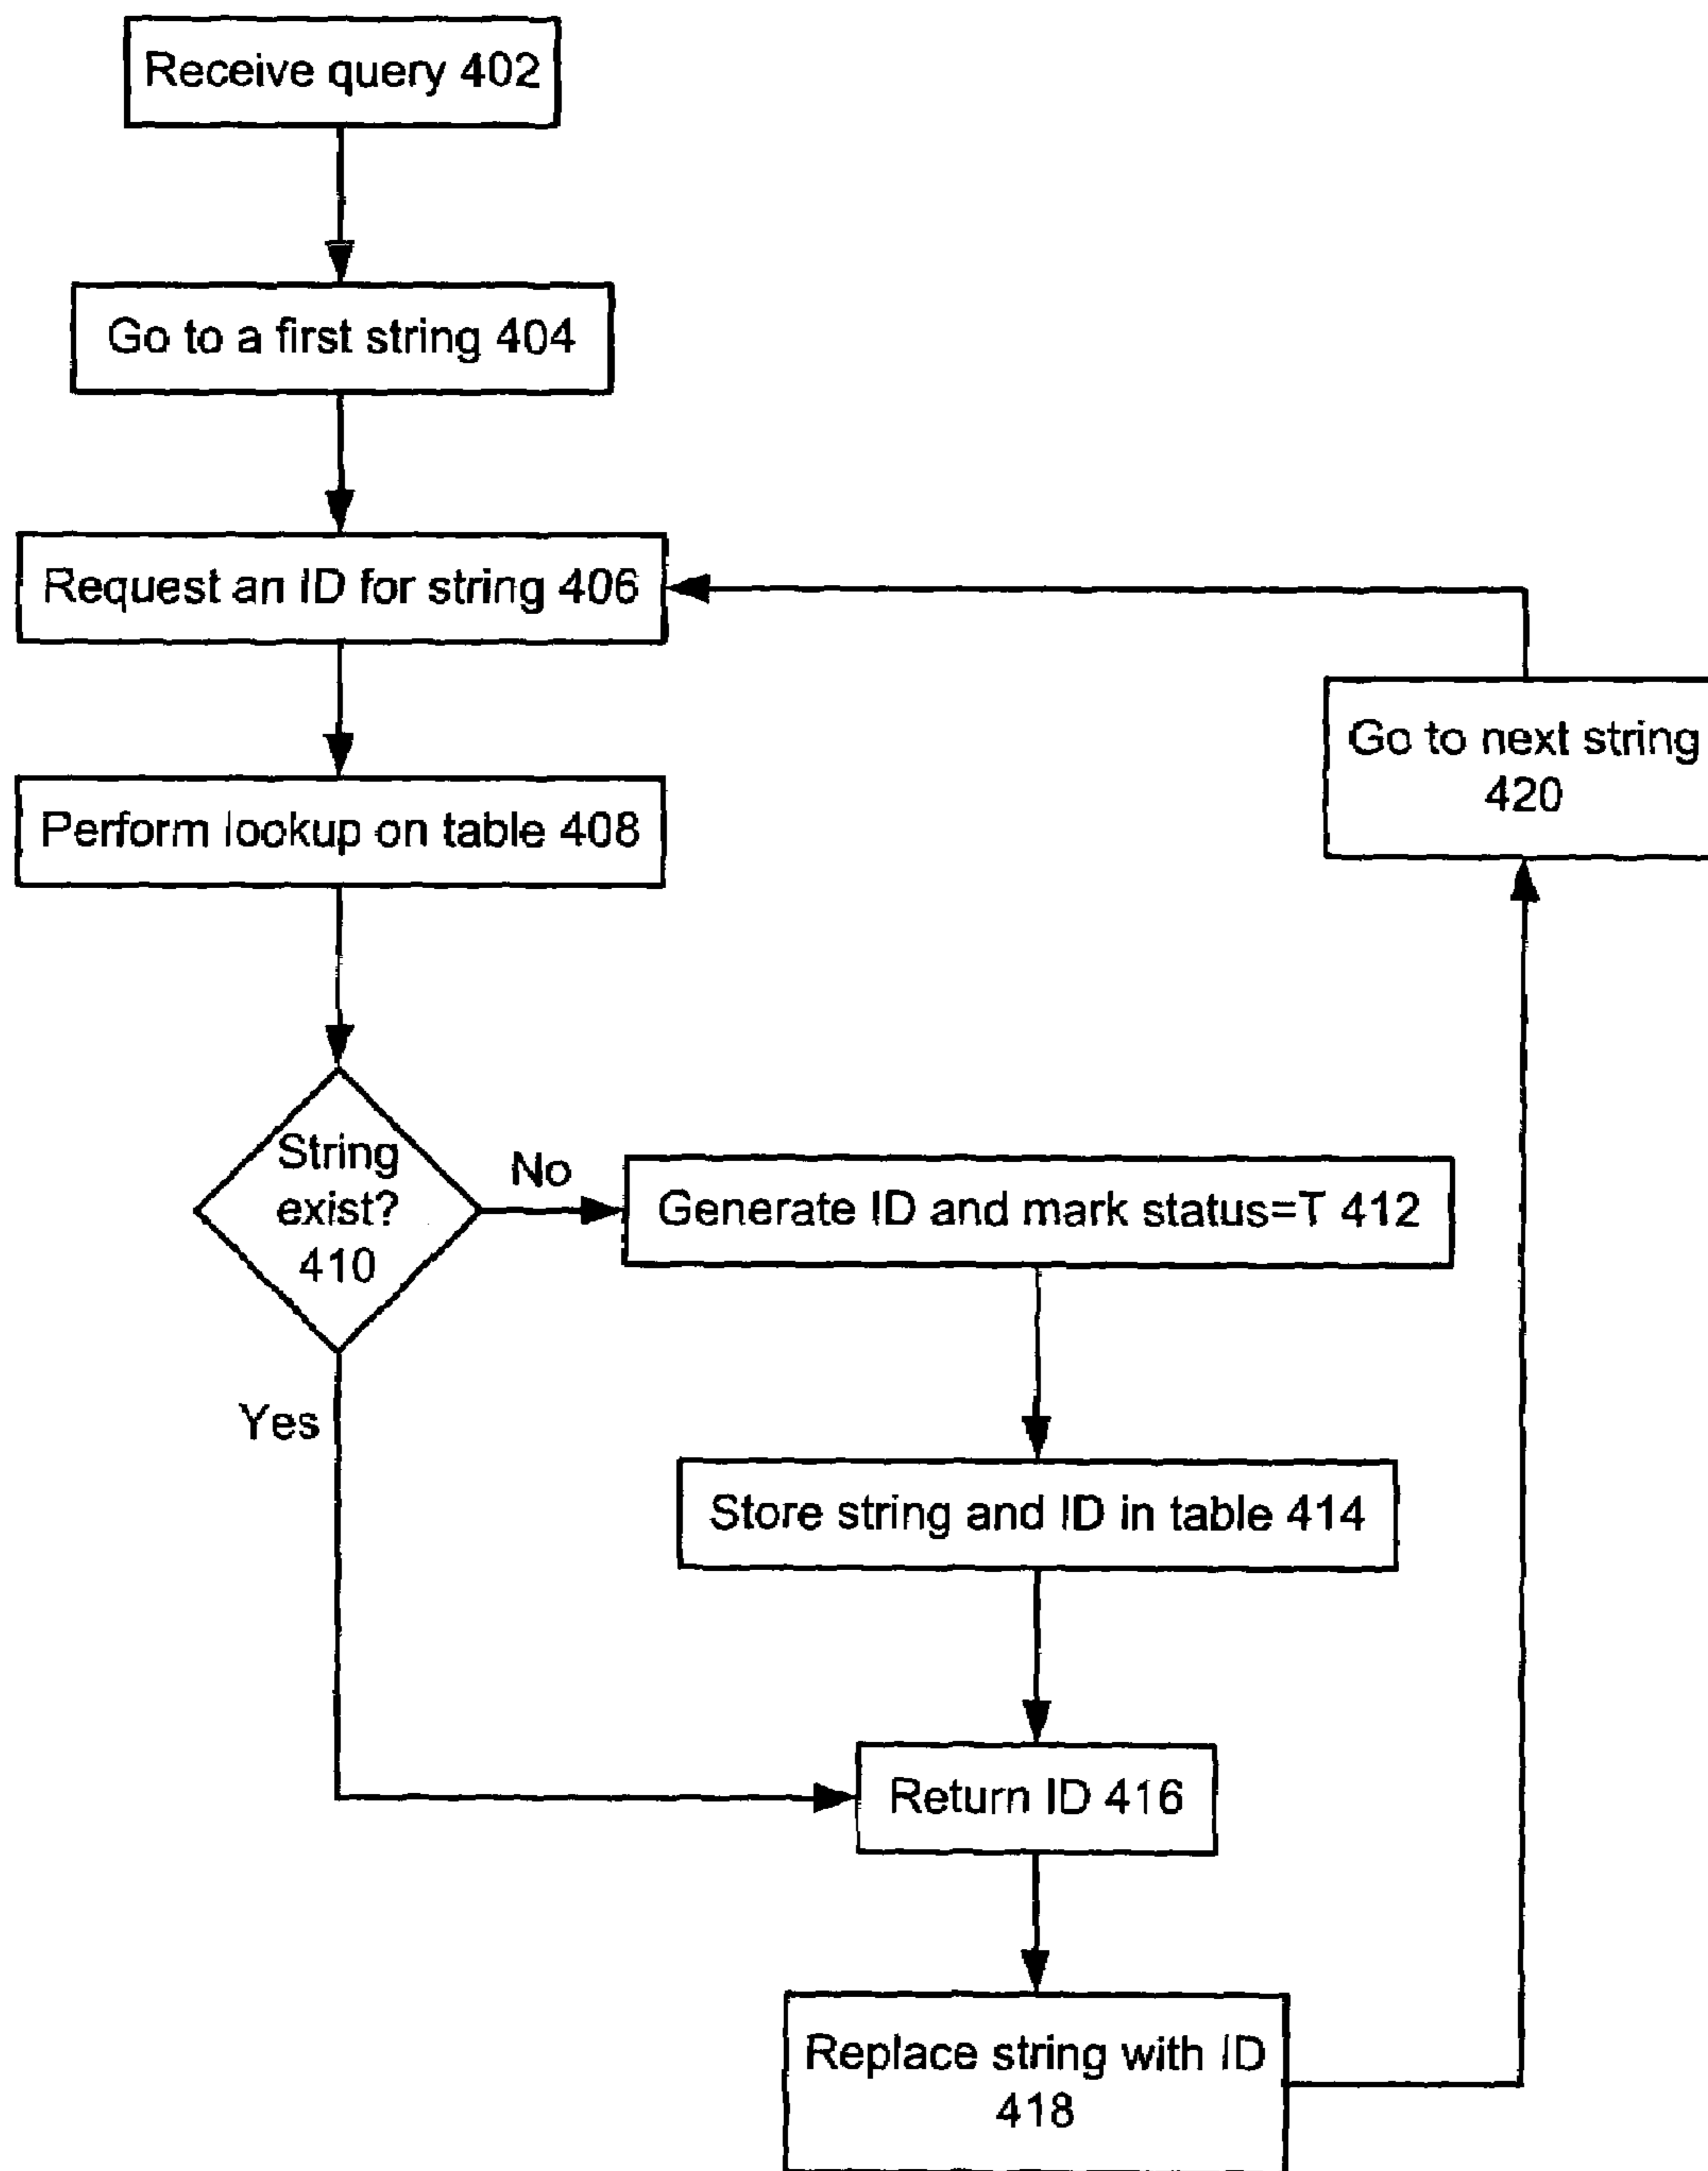 Receive query 402
Go to a first string 404
Request an ID for string 406
Go to next string
420
Perform lookup on table 408
String
exist?
410
No
Generate ID and mark status=T 412
Yes
Store string and ID in table 414
Return ID 416
Replace string with ID
418